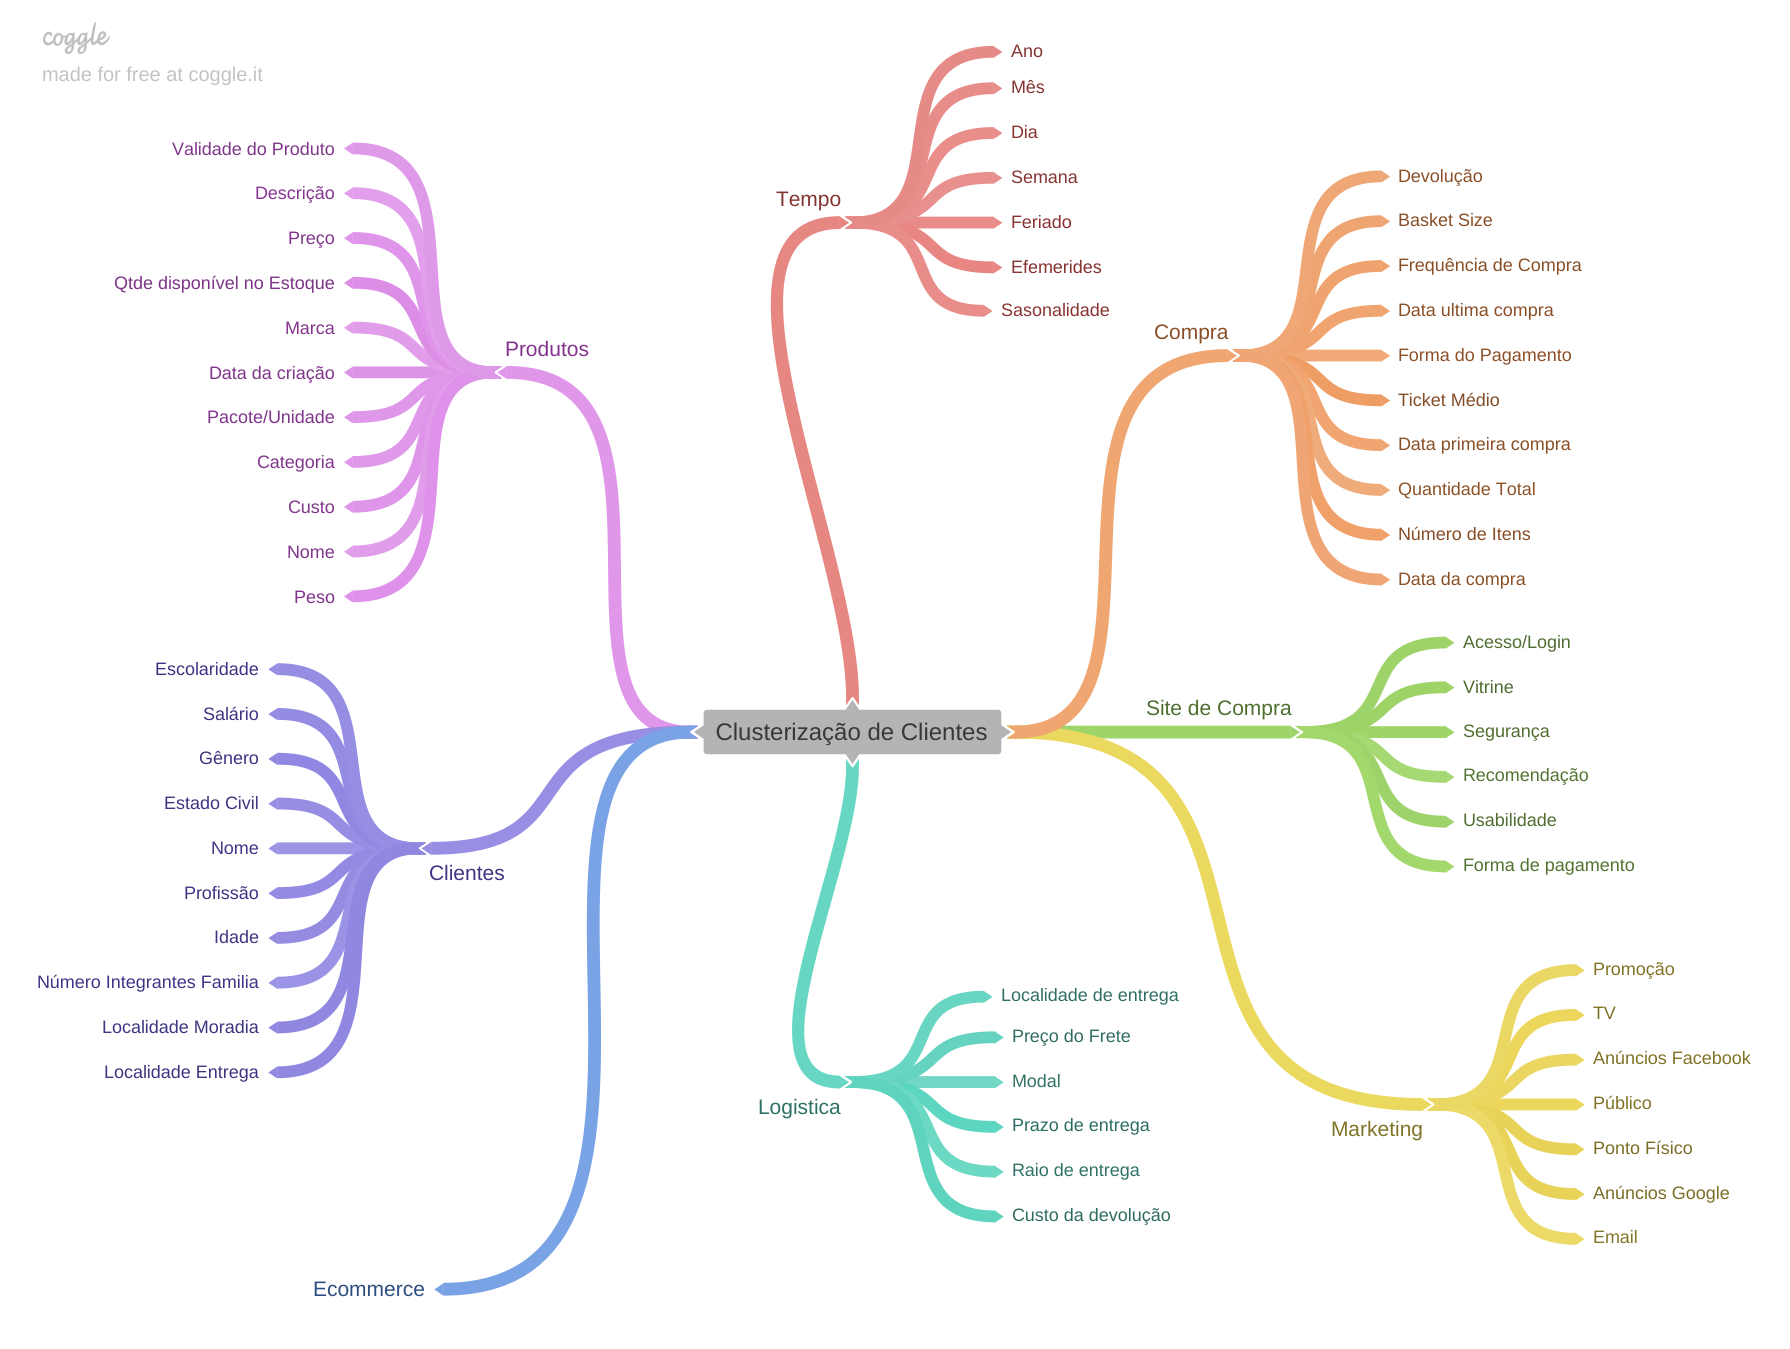 coggle
made for free at coggle.it
Clusterização de Clientes
Tempo
Ano
Mês
Dia
Semana
Feriado
Efemerides
Sasonalidade
Compra
Devolução
Basket Size
Frequência de Compra
Data ultima compra
Forma do Pagamento
Ticket Médio
Data primeira compra
Quantidade Total
Número de Itens
Data da compra
Site de Compra
Acesso/Login
Vitrine
Segurança
Recomendação
Usabilidade
Forma de pagamento
Marketing
Promoção
TV
Anúncios Facebook
Público
Ponto Físico
Anúncios Google
Email
Logistica
Localidade de entrega
Preço do Frete
Modal
Prazo de entrega
Raio de entrega
Custo da devolução
Produtos
Validade do Produto
Descrição
Preço
Qtde disponível no Estoque
Marca
Data da criação
Pacote/Unidade
Categoria
Custo
Nome
Peso
Clientes
Escolaridade
Salário
Gênero
Estado Civil
Nome
Profissão
Idade
Número Integrantes Familia
Localidade Moradia
Localidade Entrega
Ecommerce